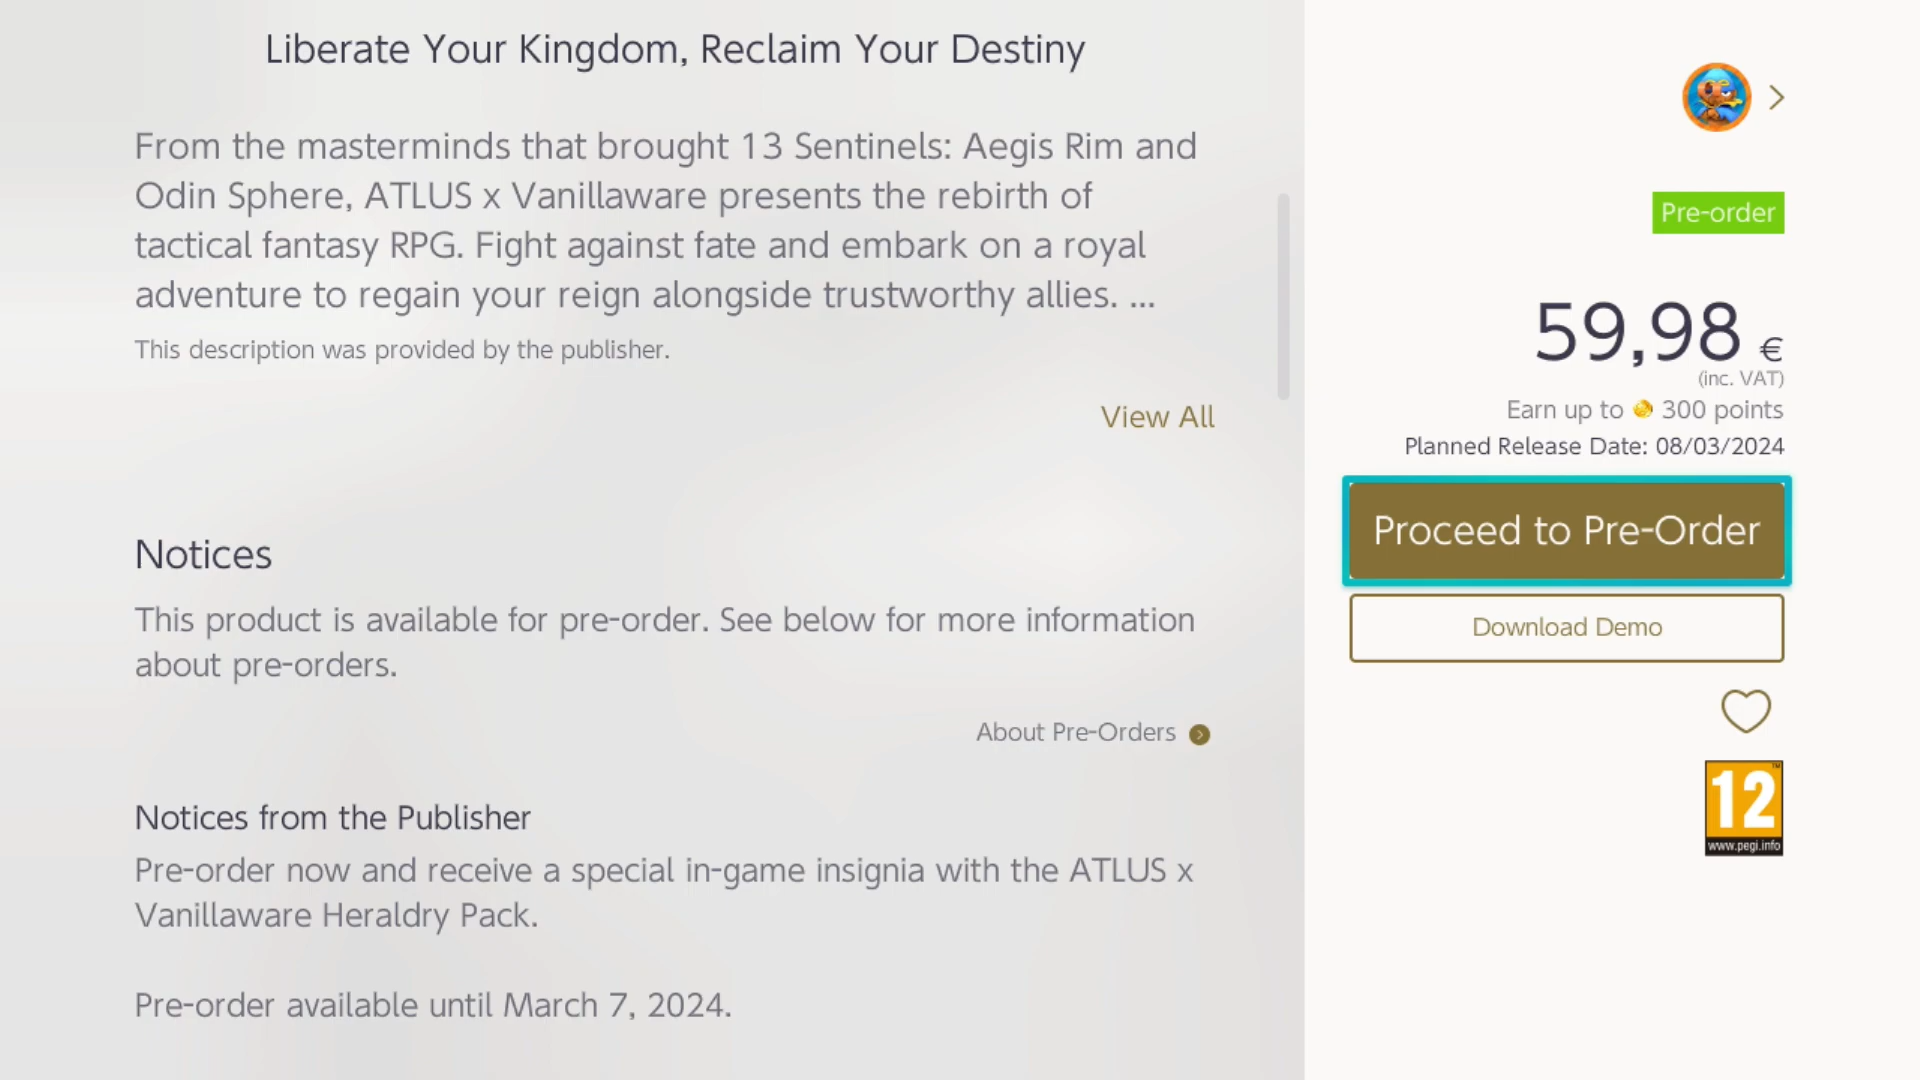 Liberate Your Kingdom, Reclaim Your Destiny
From the masterminds that brought 13 Sentinels: Aegis Rim and
Odin Sphere, ATLUS x Vanillaware presents the rebirth of
tactical fantasy RPG. Fight against fate and embark on a royal
adventure to regain your reign alongside trustworthy allies. ...
This description was provided by the publisher.
View All
Notices
This product is available for pre-order. See below for more information
about pre-orders.
About Pre-Orders
Notices from the Publisher
Pre-order now and receive a special in-game insignia with the ATLUS x
Vanillaware Heraldry Pack.
Pre-order available until March 7, 2024.
Pre-order
59,98 €
(inc. VAT)
Earn up to 300 points
Planned Release Date: 08/03/2024
Proceed to Pre-Order
Download Demo
12 ™
www.pegi.info